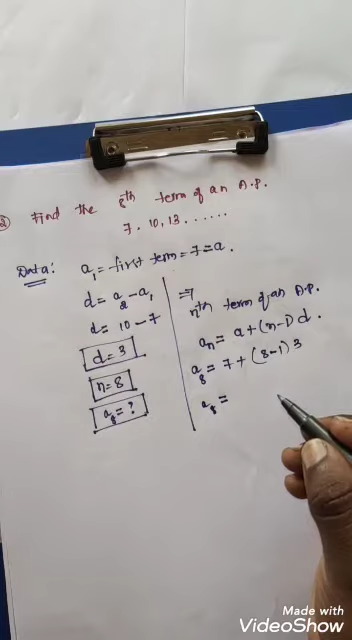 ② Find the 8th term of an A.P.
7, 10, 13 . . . . . .
Data: a₁ = first term = 7 = a.
d = a₂ - a₁
d = 10 - 7
d = 3
n = 8
a₈ = ?
⇒ nth term of an A.P.
aₙ = a + (n-1) d .
a₈ = 7 + (8-1) 3
a₈ =
Made with
VideoShow